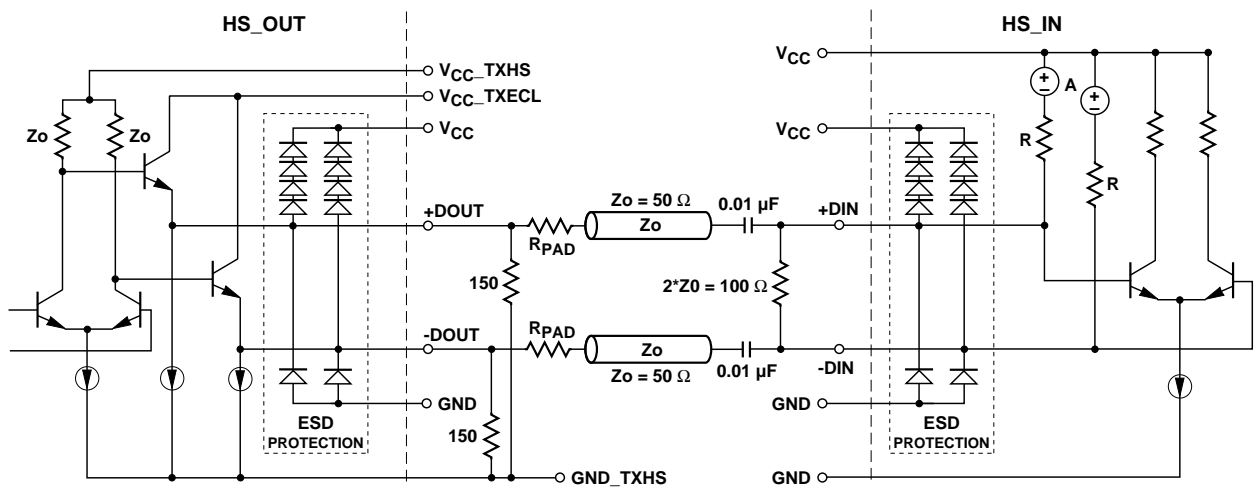 HS_OUT
HS_IN
VCC_TXHS
VCC_TXECL
VCC
Zo
Zo
VCC
VCC
A
R
R
Zo = 50 Ω
0.01 µF
+DOUT
RPAD
Zo
+DIN
150
2*Z0 = 100 Ω
-DOUT
RPAD
Zo
Zo = 50 Ω
0.01 µF
-DIN
GND
GND
ESD
PROTECTION
150
ESD
PROTECTION
GND_TXHS
GND